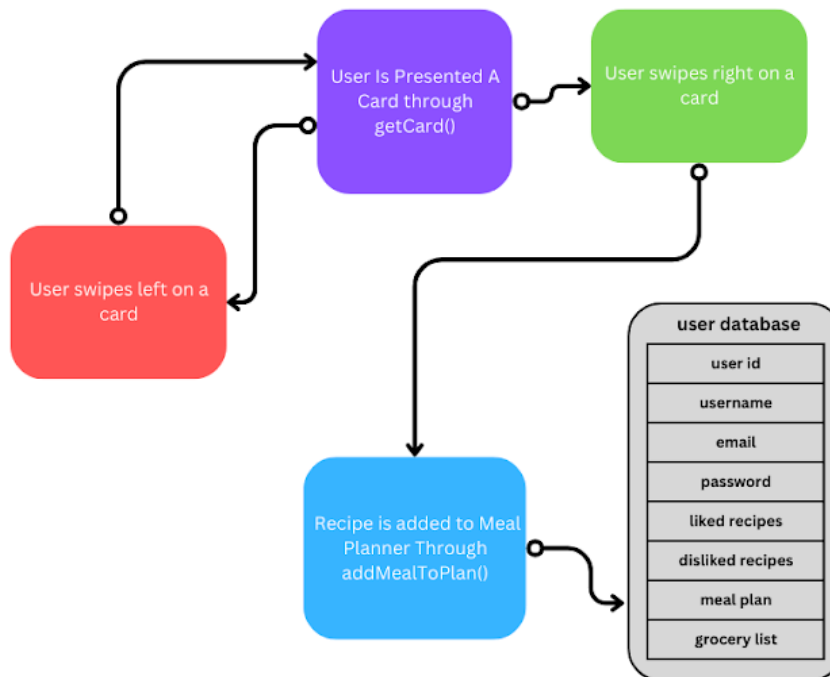 User Is Presented A
Card through
getCard()
User swipes right on a
card
User swipes left on a
card
Recipe is added to Meal
Planner Through
addMealToPlan()
user database
user id
username
email
password
liked recipes
disliked recipes
meal plan
grocery list